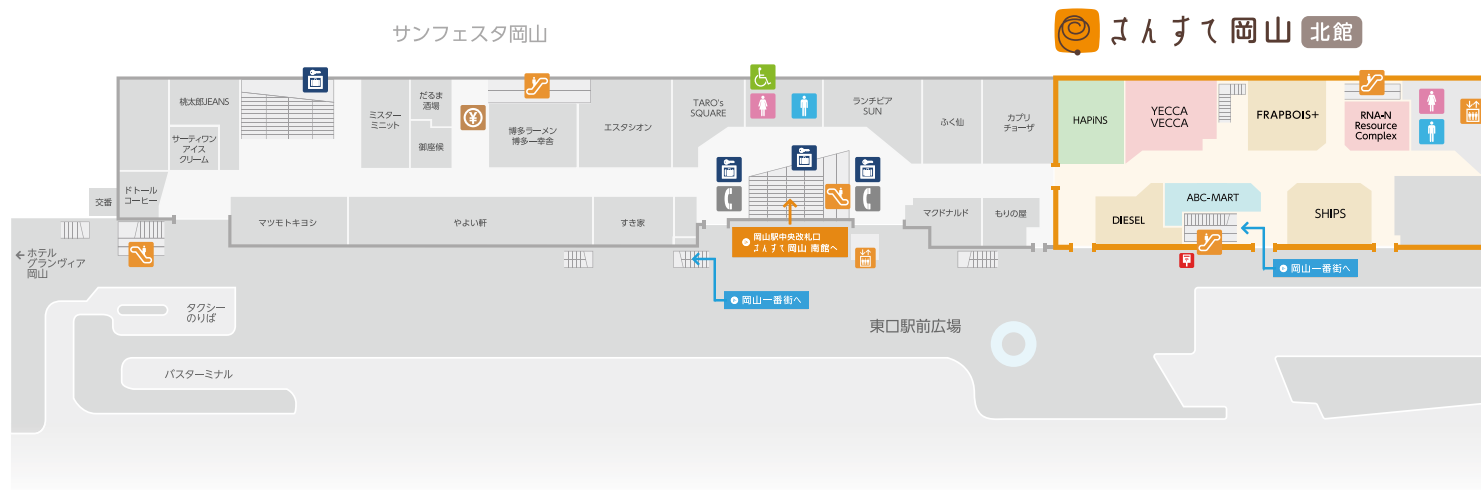 サンフェスタ岡山
さんすて岡山 北館
桃太郎JEANS
サーティワン
アイス
クリーム
ドトール
コーヒー
交番
ミスター
ミニット
だるま
酒場
御座候
博多ラーメン
博多一幸舎
エスタシオン
TARO's
SQUARE
ランチビア
SUN
ふく仙
カプリ
チョーザ
HAPiNS
YECCA
VECCA
FRAPBOIS+
RNA-N
Resource
Complex
マツモトキヨシ
やよい軒
すき家
マクドナルド
もりの屋
DIESEL
ABC-MART
SHIPS
岡山駅中央改札口
さんすて岡山 南館へ
岡山一番街へ
岡山一番街へ
←ホテル
グランヴィア
岡山
タクシー
のりば
バスターミナル
東口駅前広場